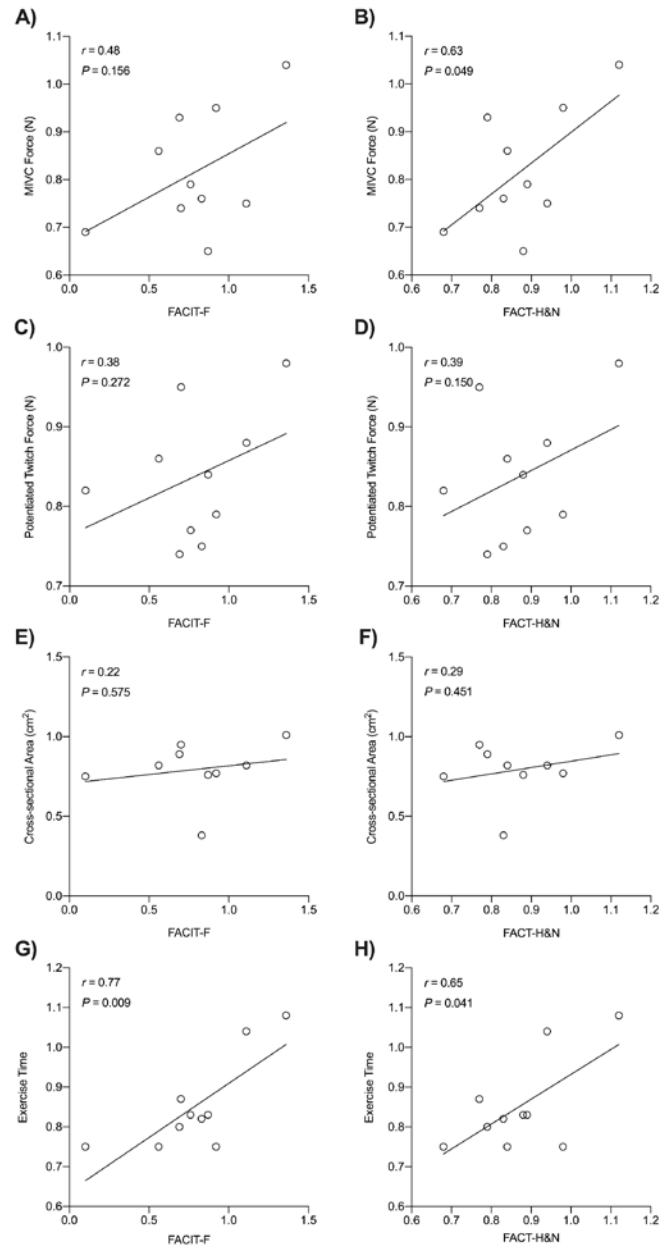 A)
r = 0.48
P = 0.156
MIVC Force (N)
1.1
1.0
0.9
0.8
0.7
0.6
0.0 0.5 1.0 1.5
FACIT-F
B)
r = 0.63
P = 0.049
MIVC Force (N)
1.1
1.0
0.9
0.8
0.7
0.6
0.6 0.7 0.8 0.9 1.0 1.1 1.2
FACT-H&N
C)
r = 0.38
P = 0.272
Potentiated Twitch Force (N)
1.0
0.9
0.8
0.7
0.0 0.5 1.0 1.5
FACIT-F
D)
r = 0.39
P = 0.150
Potentiated Twitch Force (N)
1.0
0.9
0.8
0.7
0.6 0.7 0.8 0.9 1.0 1.1 1.2
FACT-H&N
E)
r = 0.22
P = 0.575
Cross-sectional Area (cm²)
1.5
1.0
0.5
0.0
0.0 0.5 1.0 1.5
FACIT-F
F)
r = 0.29
P = 0.451
Cross-sectional Area (cm²)
1.5
1.0
0.5
0.0
0.6 0.7 0.8 0.9 1.0 1.1 1.2
FACT-H&N
G)
r = 0.77
P = 0.009
Exercise Time
1.2
1.1
1.0
0.9
0.8
0.7
0.6
0.0 0.5 1.0 1.5
FACIT-F
H)
r = 0.65
P = 0.041
Exercise Time
1.2
1.1
1.0
0.9
0.8
0.7
0.6
0.6 0.7 0.8 0.9 1.0 1.1 1.2
FACT-H&N